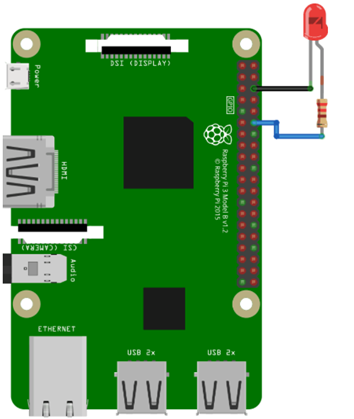 DSI (DISPLAY)
Power
GPIO
HDMI
Raspberry Pi 3 Model B v1.2
© Raspberry Pi 2015
CSI (CAMERA)
Audio
ETHERNET
USB 2x
USB 2x